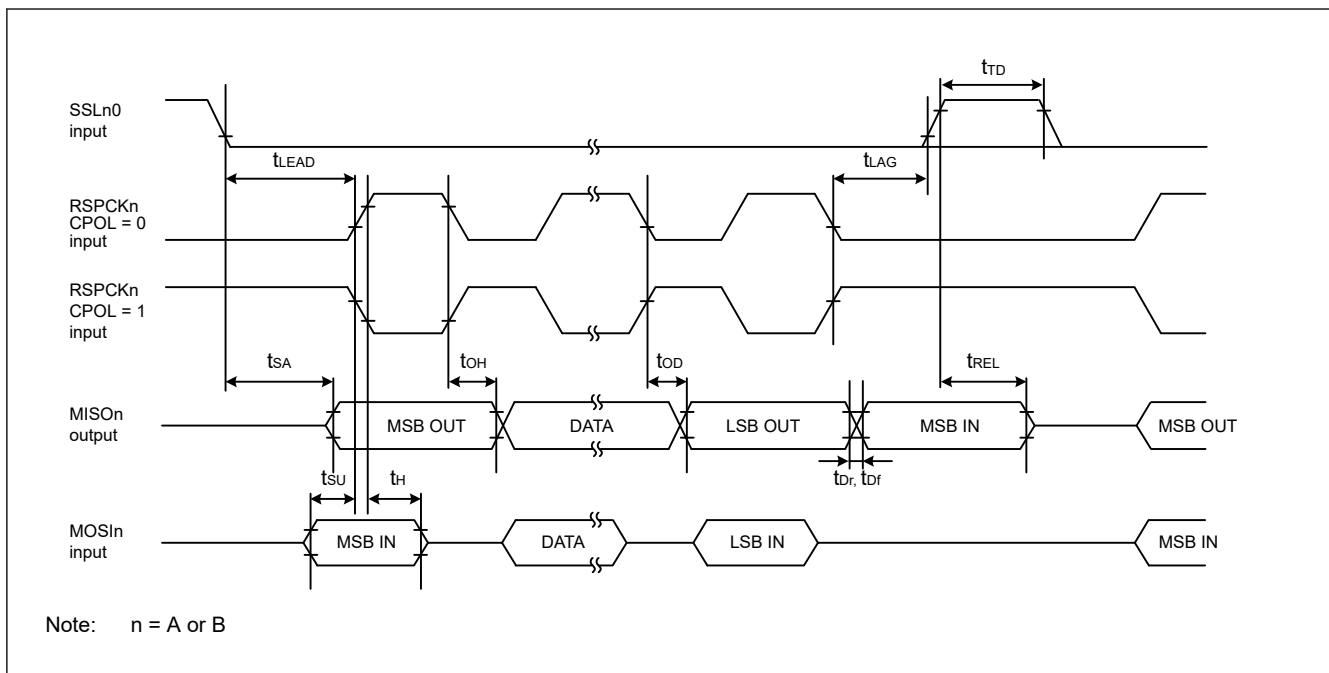 tTD
SSLn0
input
tLEAD
tLAG
RSPCKn
CPOL = 0
input
RSPCKn
CPOL = 1
input
tSA
tOH
tOD
tREL
MISOn
output
MSB OUT
DATA
LSB OUT
MSB IN
MSB OUT
tSU
tH
tDr, tDf
MOSIn
input
MSB IN
DATA
LSB IN
MSB IN
Note: n = A or B